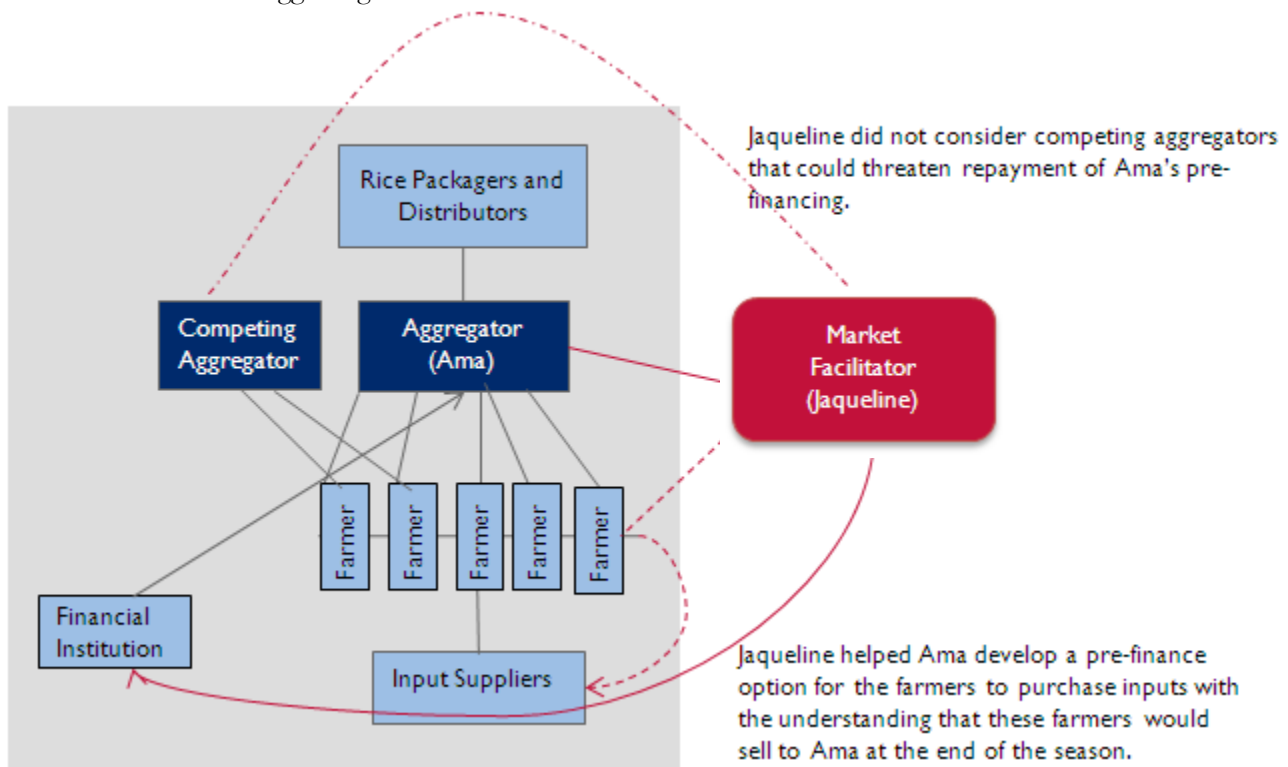 Jaqueline did not consider competing aggregators
that could threaten repayment of Ama's pre-
financing.
Rice Packagers and
Distributors
Competing
Aggregator
Aggregator
(Ama)
Market
Facilitator
(Jaqueline)
Farmer
Farmer
Farmer
Farmer
Farmer
Financial
Institution
Input Suppliers
Jaqueline helped Ama develop a pre-finance
option for the farmers to purchase inputs with
the understanding that these farmers would
sell to Ama at the end of the season.